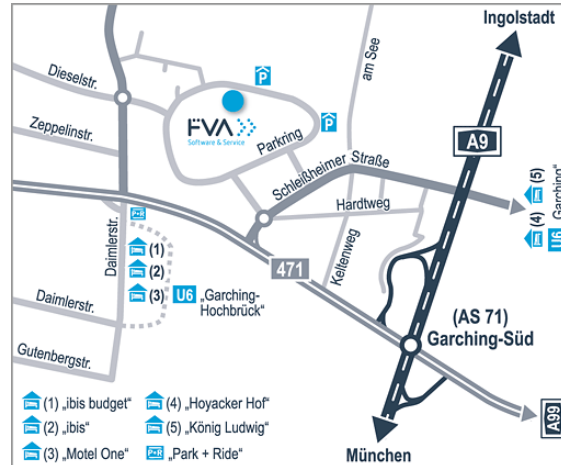 Ingolstadt
am See
Dieselstr.
P
Zeppelinstr.
FVA
Software & Service
P
Parkring
A9
Schleißheimer Straße
(5)
Garching"
(4)
U6
Hardtweg
P+R
Daimlerstr.
Keltenweg
(1)
(2)
471
(3)
U6 „Garching-
Hochbrück"
Daimlerstr.
(AS 71)
Garching-Süd
Gutenbergstr.
(1) „ibis budget"
(4) „Hoyacker Hof"
(2) „ibis"
(5) „König Ludwig"
A99
(3) „Motel One"
P+R „Park + Ride"
München